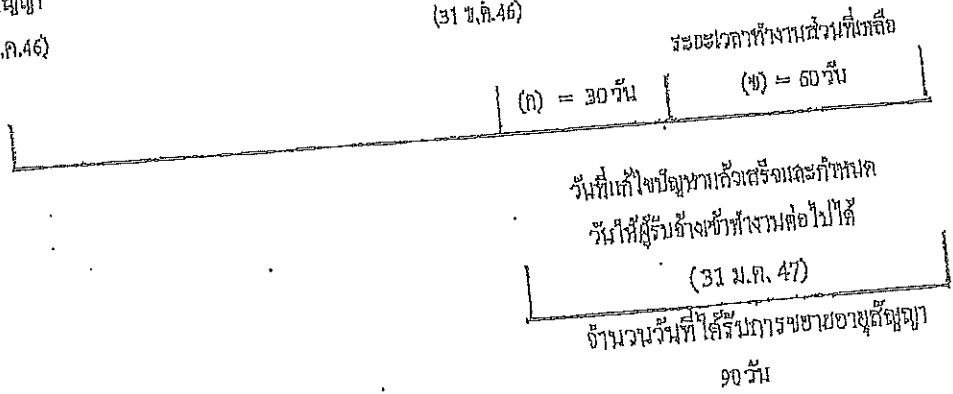 (31 ธ.ค.46)
.ค.46)
ระยะเวลาทำงานส่วนที่เหลือ
(ก) = 30 วัน
(ข) = 60 วัน
วันที่แก้ไขปัญหาแล้วเสร็จและกำหนด
วันให้ผู้รับจ้างเข้าทำงานต่อไปได้
(31 ม.ค. 47)
จำนวนวันที่ได้รับการขยายอายุสัญญา
90 วัน